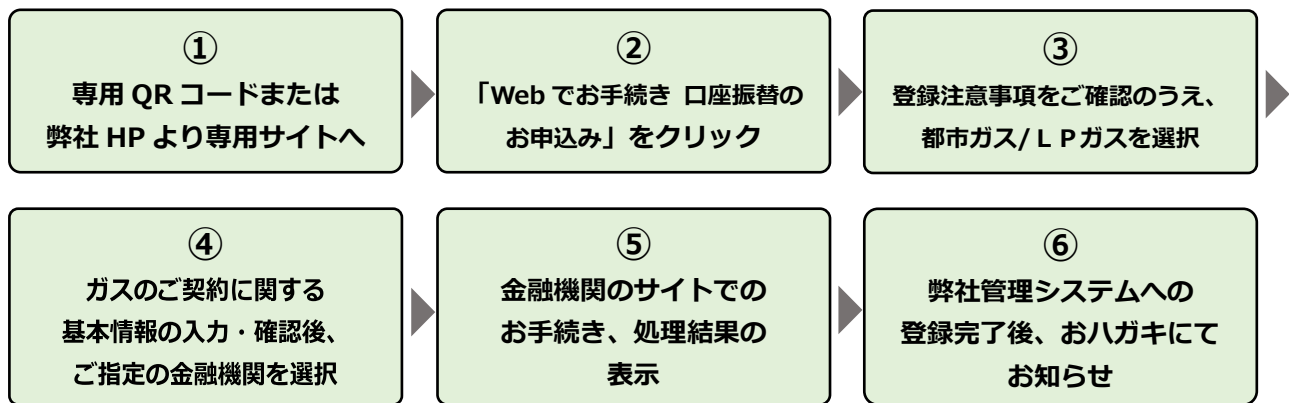 ①
専用 QR コードまたは
弊社 HP より専用サイトへ
②
「Web でお手続き 口座振替の
お申込み」をクリック
③
登録注意事項をご確認のうえ、
都市ガス/ＬＰガスを選択
④
ガスのご契約に関する
基本情報の入力・確認後、
ご指定の金融機関を選択
⑤
金融機関のサイトでの
お手続き、処理結果の
表示
⑥
弊社管理システムへの
登録完了後、おハガキにて
お知らせ